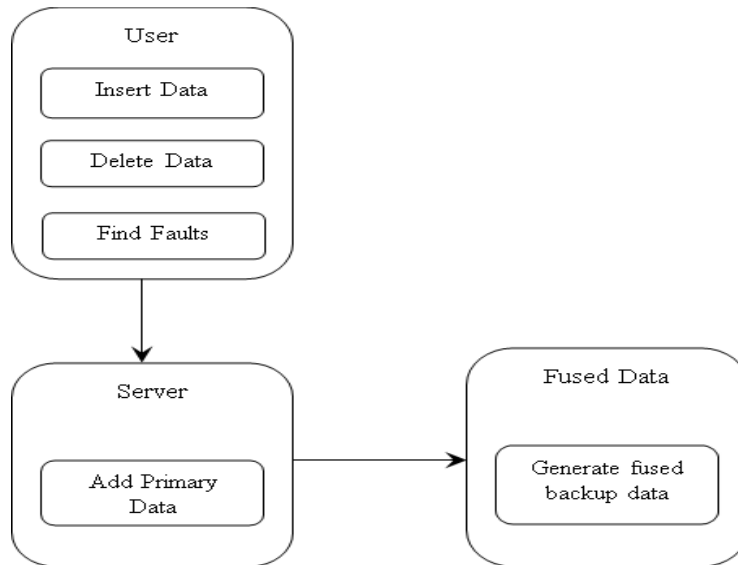 User
Insert Data
Delete Data
Find Faults
Server
Add Primary
Data
Fused Data
Generate fused
backup data